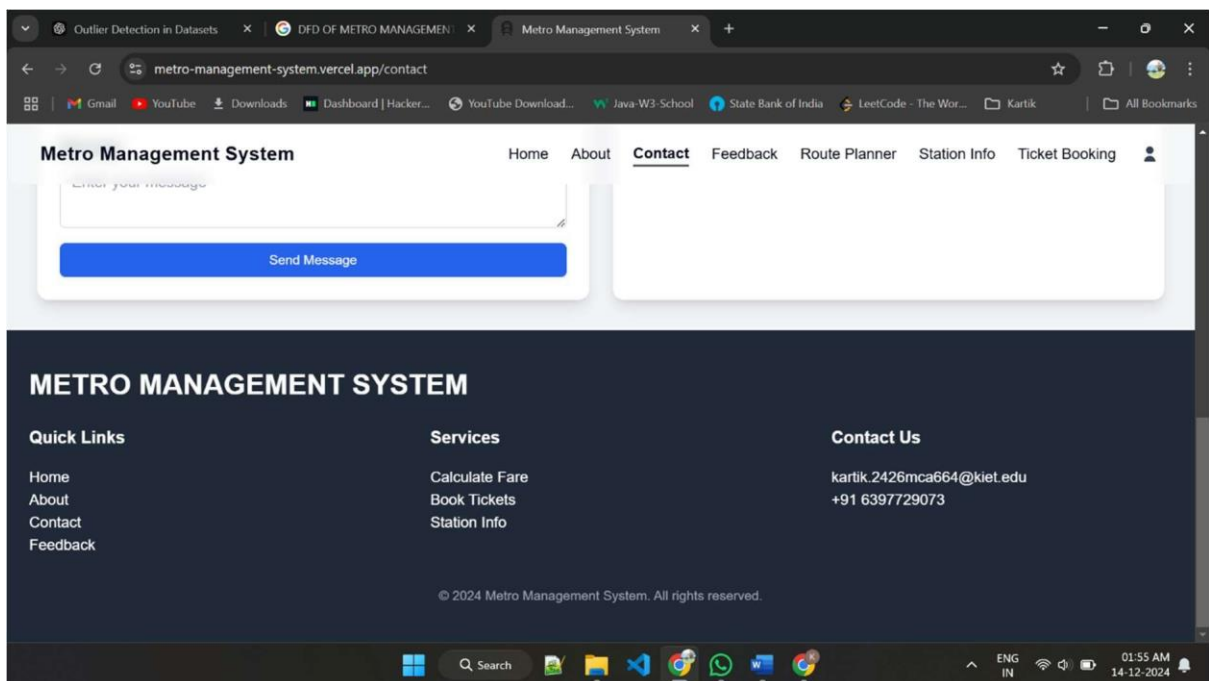 Outlier Detection in Datasets
DFD OF METRO MANAGEMEN
Metro Management System
metro-management-system.vercel.app/contact
Gmail YouTube Downloads Dashboard | Hacker... YouTube Download... Java-W3-School State Bank of India LeetCode - The Wor... Kartik All Bookmarks
Metro Management System Home About Contact Feedback Route Planner Station Info Ticket Booking
Enter your message
Send Message
METRO MANAGEMENT SYSTEM
Quick Links
Home
About
Contact
Feedback
Services
Calculate Fare
Book Tickets
Station Info
Contact Us
kartik.2426mca664@kiet.edu
+91 6397729073
© 2024 Metro Management System. All rights reserved.
Search
ENG
IN
01:55 AM
14-12-2024